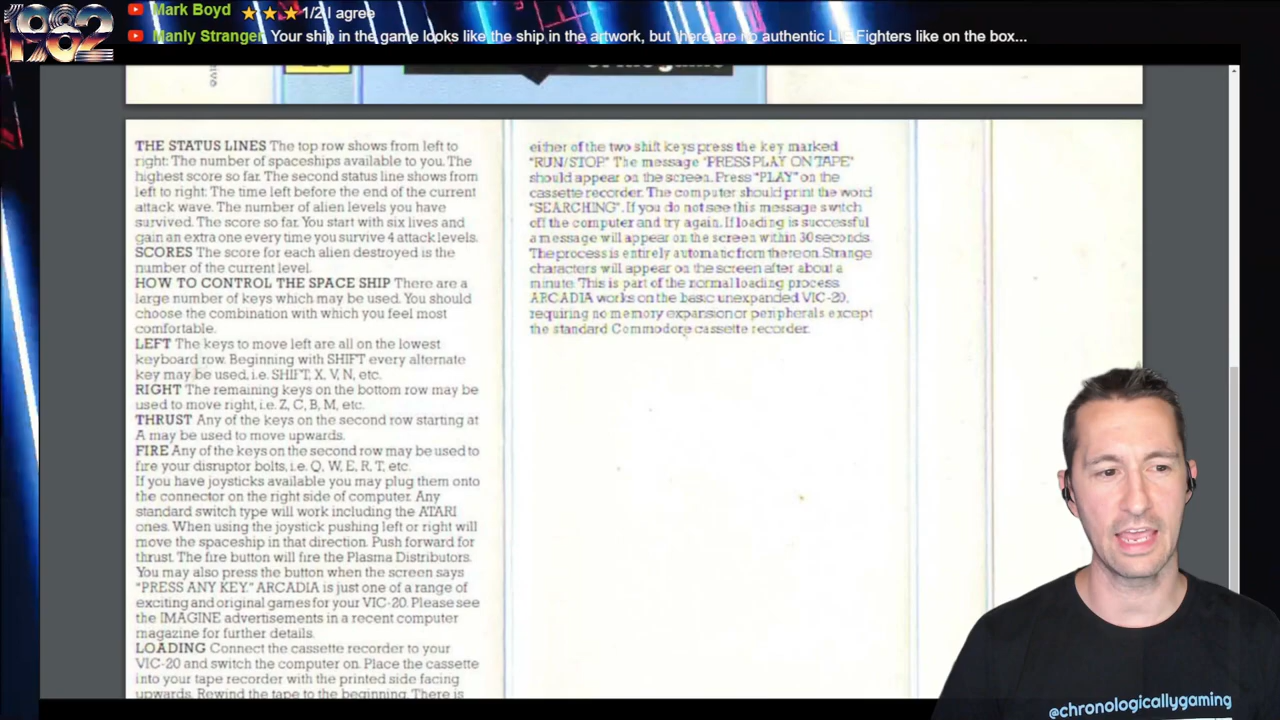 1982
Mark Boyd
1/2 I agree
Manly Stranger Your ship in the game looks like the ship in the artwork, but there are no authentic LIE Fighters like on the box...
THE STATUS LINES The top row shows from left to
right: The number of spaceships available to you. The
highest score so far. The second status line shows from
left to right: The time left before the end of the current
attack wave. The number of alien levels you have
survived. The score so far. You start with six lives and
gain an extra one every time you survive 4 attack levels.
SCORES The score for each alien destroyed is the
number of the current level.
HOW TO CONTROL THE SPACE SHIP There are a
large number of keys which may be used. You should
choose the combination with which you feel most
comfortable.
LEFT The keys to move left are all on the lowest
keyboard row. Beginning with SHIFT every alternate
key may be used, i.e. SHIFT, X, V, N, etc.
RIGHT The remaining keys on the bottom row may be
used to move right, i.e. Z, C, B, M, etc.
THRUST Any of the keys on the second row starting at
A may be used to move upwards.
FIRE Any of the keys on the second row may be used to
fire your disruptor bolts, i.e. Q, W, E, R, T, etc.
If you have joysticks available you may plug them onto
the connector on the right side of computer. Any
standard switch type will work including the ATARI
ones. When using the joystick pushing left or right will
move the spaceship in that direction. Push forward for
thrust. The fire button will fire the Plasma Distributors.
You may also press the button when the screen says
"PRESS ANY KEY." ARCADIA is just one of a range of
exciting and original games for your VIC-20. Please see
the IMAGINE advertisements in a recent computer
magazine for further details.
LOADING Connect the cassette recorder to your
VIC-20 and switch the computer on. Place the cassette
into your tape recorder with the printed side facing
upwards. Rewind the tape to the beginning. There is
either of the two shift keys press the key marked
"RUN/STOP" The message "PRESS PLAY ON TAPE"
should appear on the screen. Press "PLAY" on the
cassette recorder. The computer should print the word
"SEARCHING". If you do not see this message switch
off the computer and try again. If loading is successful
a message will appear on the screen within 30 seconds.
The process is entirely automatic from thereon. Strange
characters will appear on the screen after about a
minute. This is part of the normal loading process
ARCADIA works on the basic unexpanded VIC-20,
requiring no memory expansion or peripherals except
the standard Commodore cassette recorder.
@chronologicallygaming